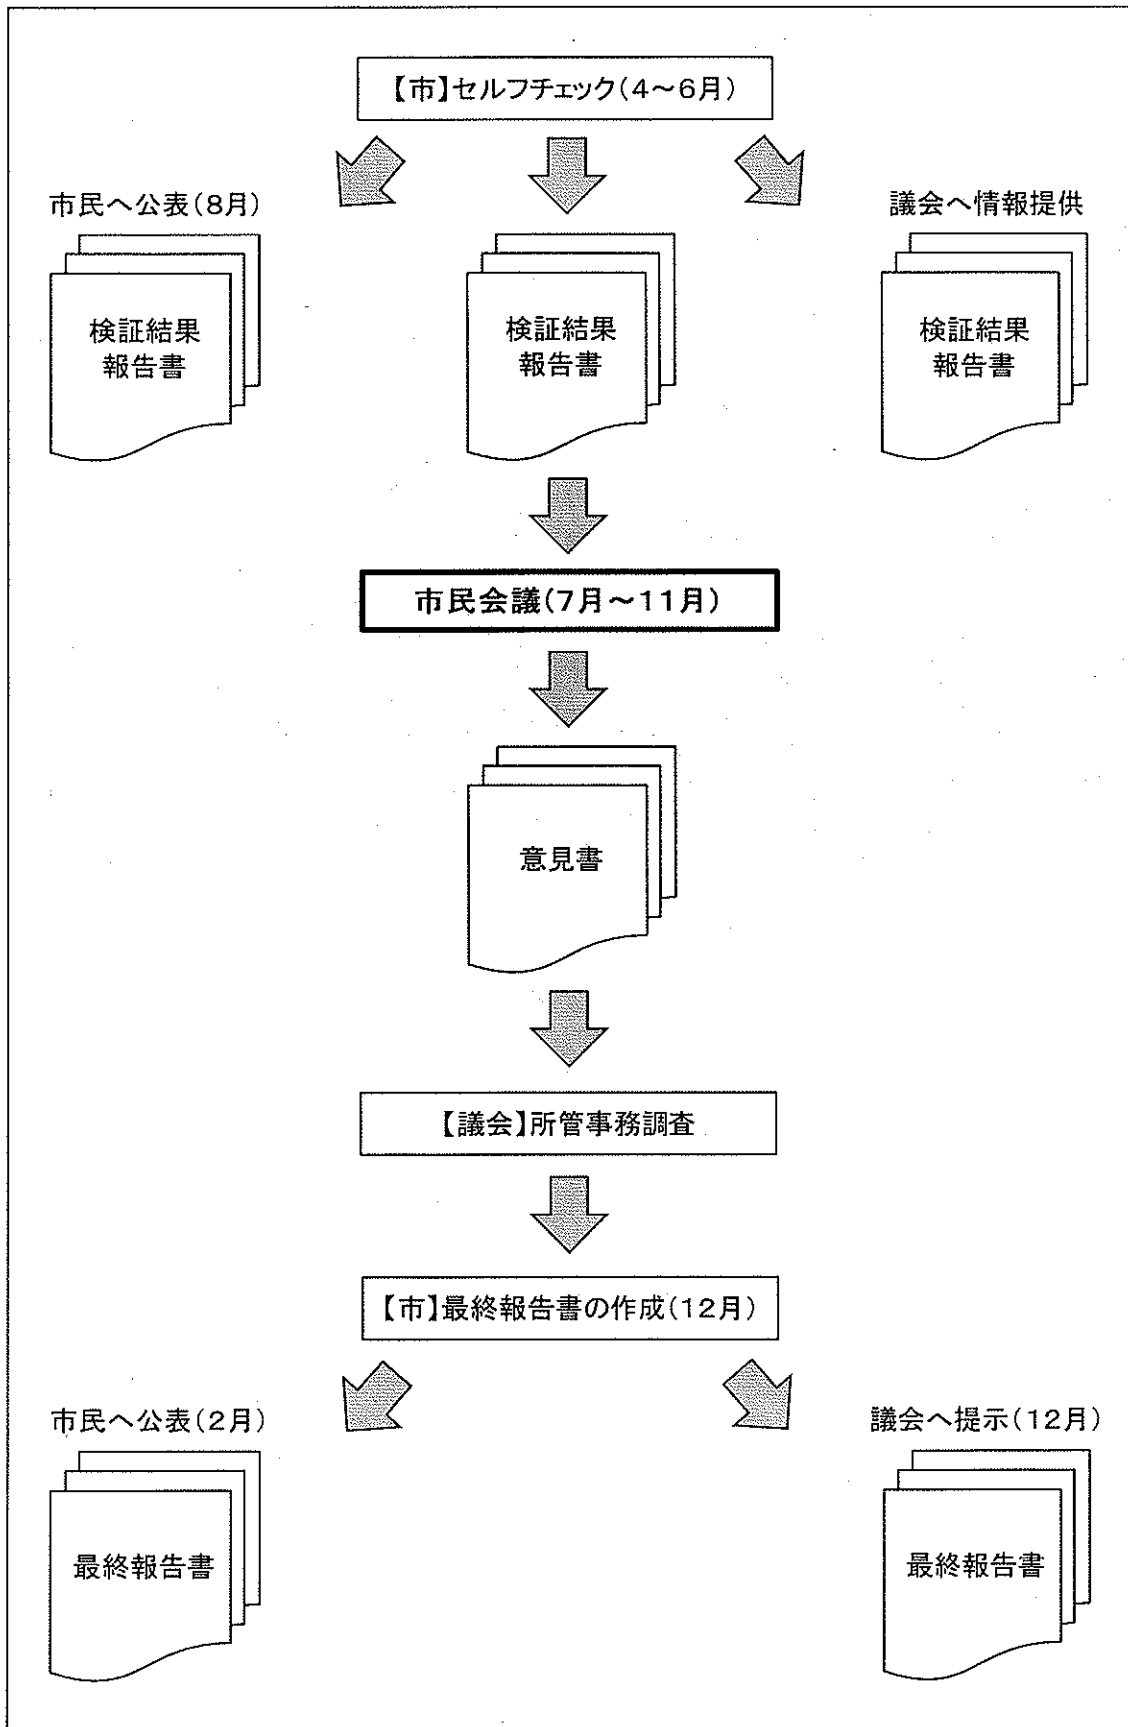 【市】セルフチェック(4～6月)
市民へ公表(8月)
議会へ情報提供
検証結果
報告書
検証結果
報告書
検証結果
報告書
市民会議(7月～11月)
意見書
【議会】所管事務調査
【市】最終報告書の作成(12月)
市民へ公表(2月)
議会へ提示(12月)
最終報告書
最終報告書